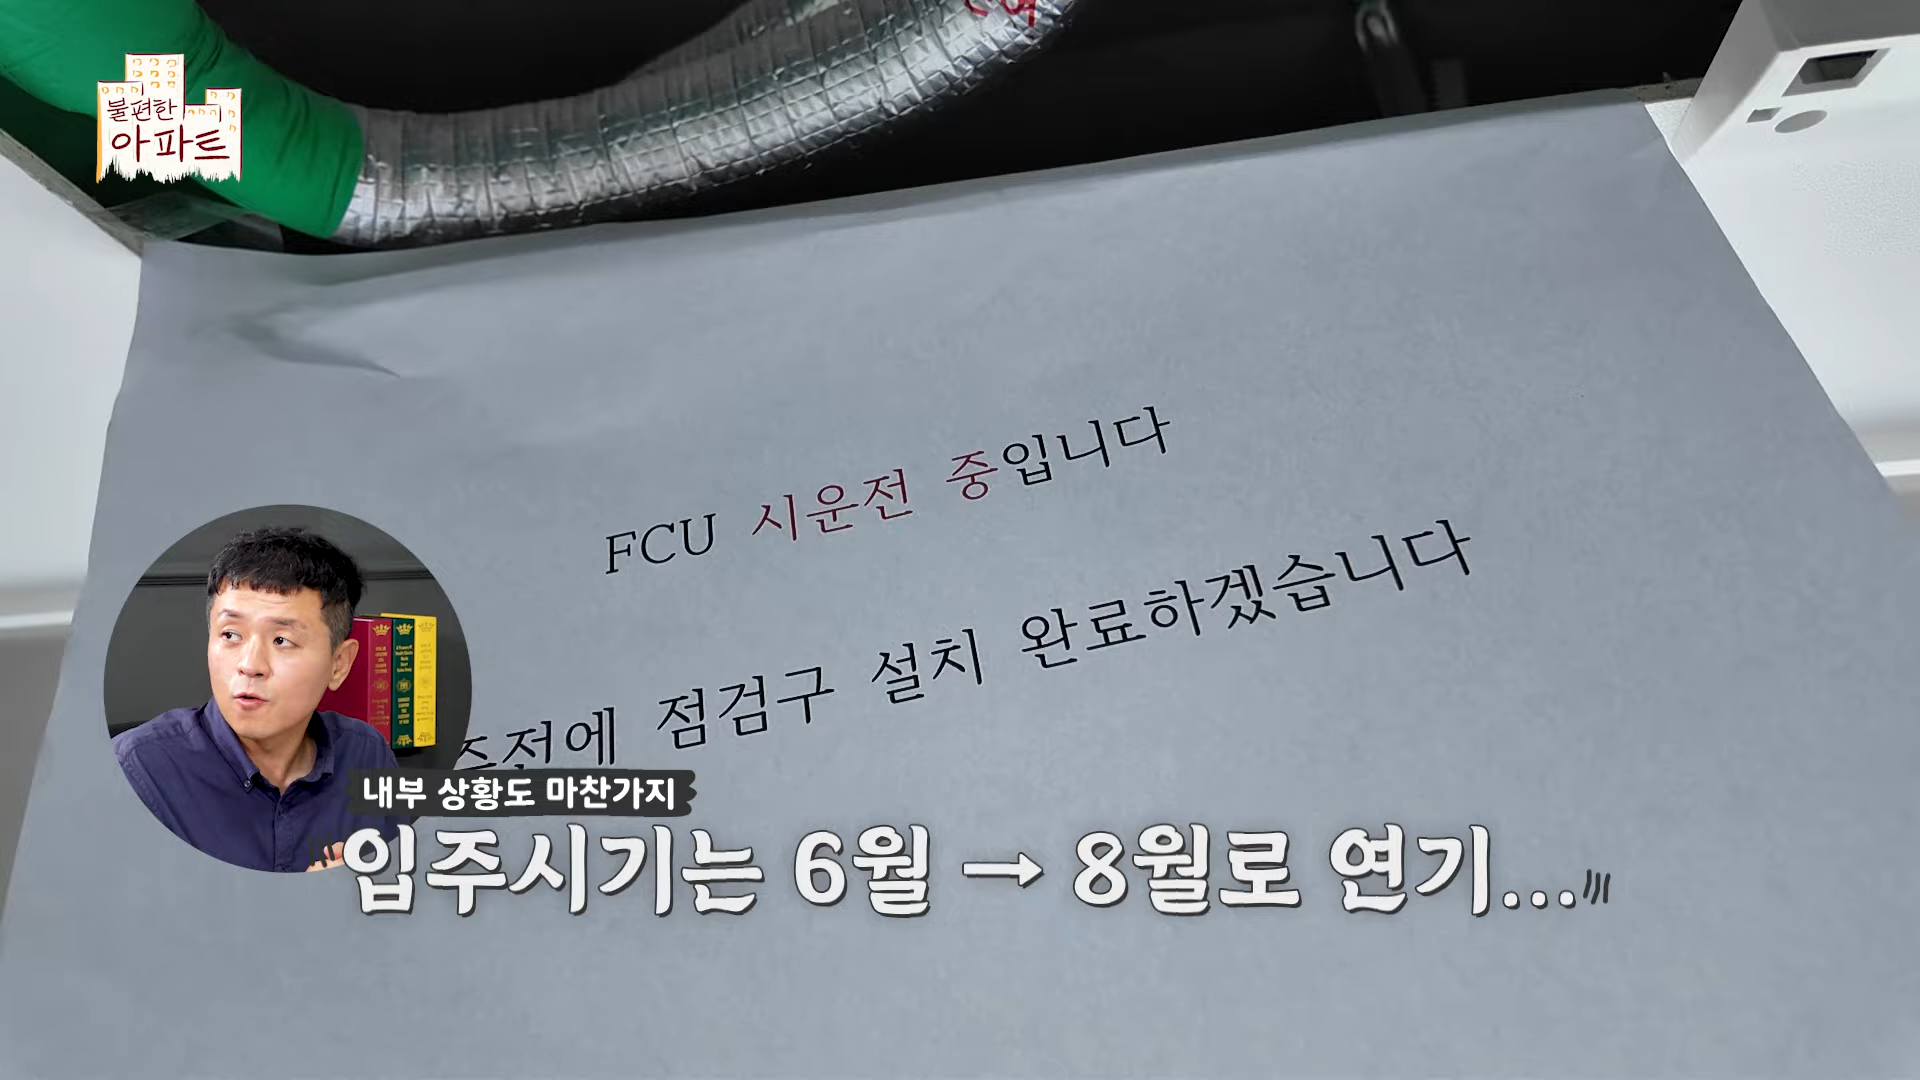 불편한
아파트
FCU 시운전 중입니다
점검구 설치 완료하겠습니다
내부 상황도 마찬가지
입주시기는 6월 → 8월로 연기...